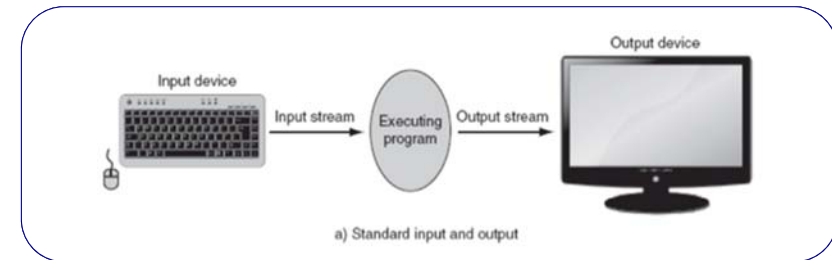 Output device
Input device
Input stream
Executing
program
Output stream
a) Standard input and output